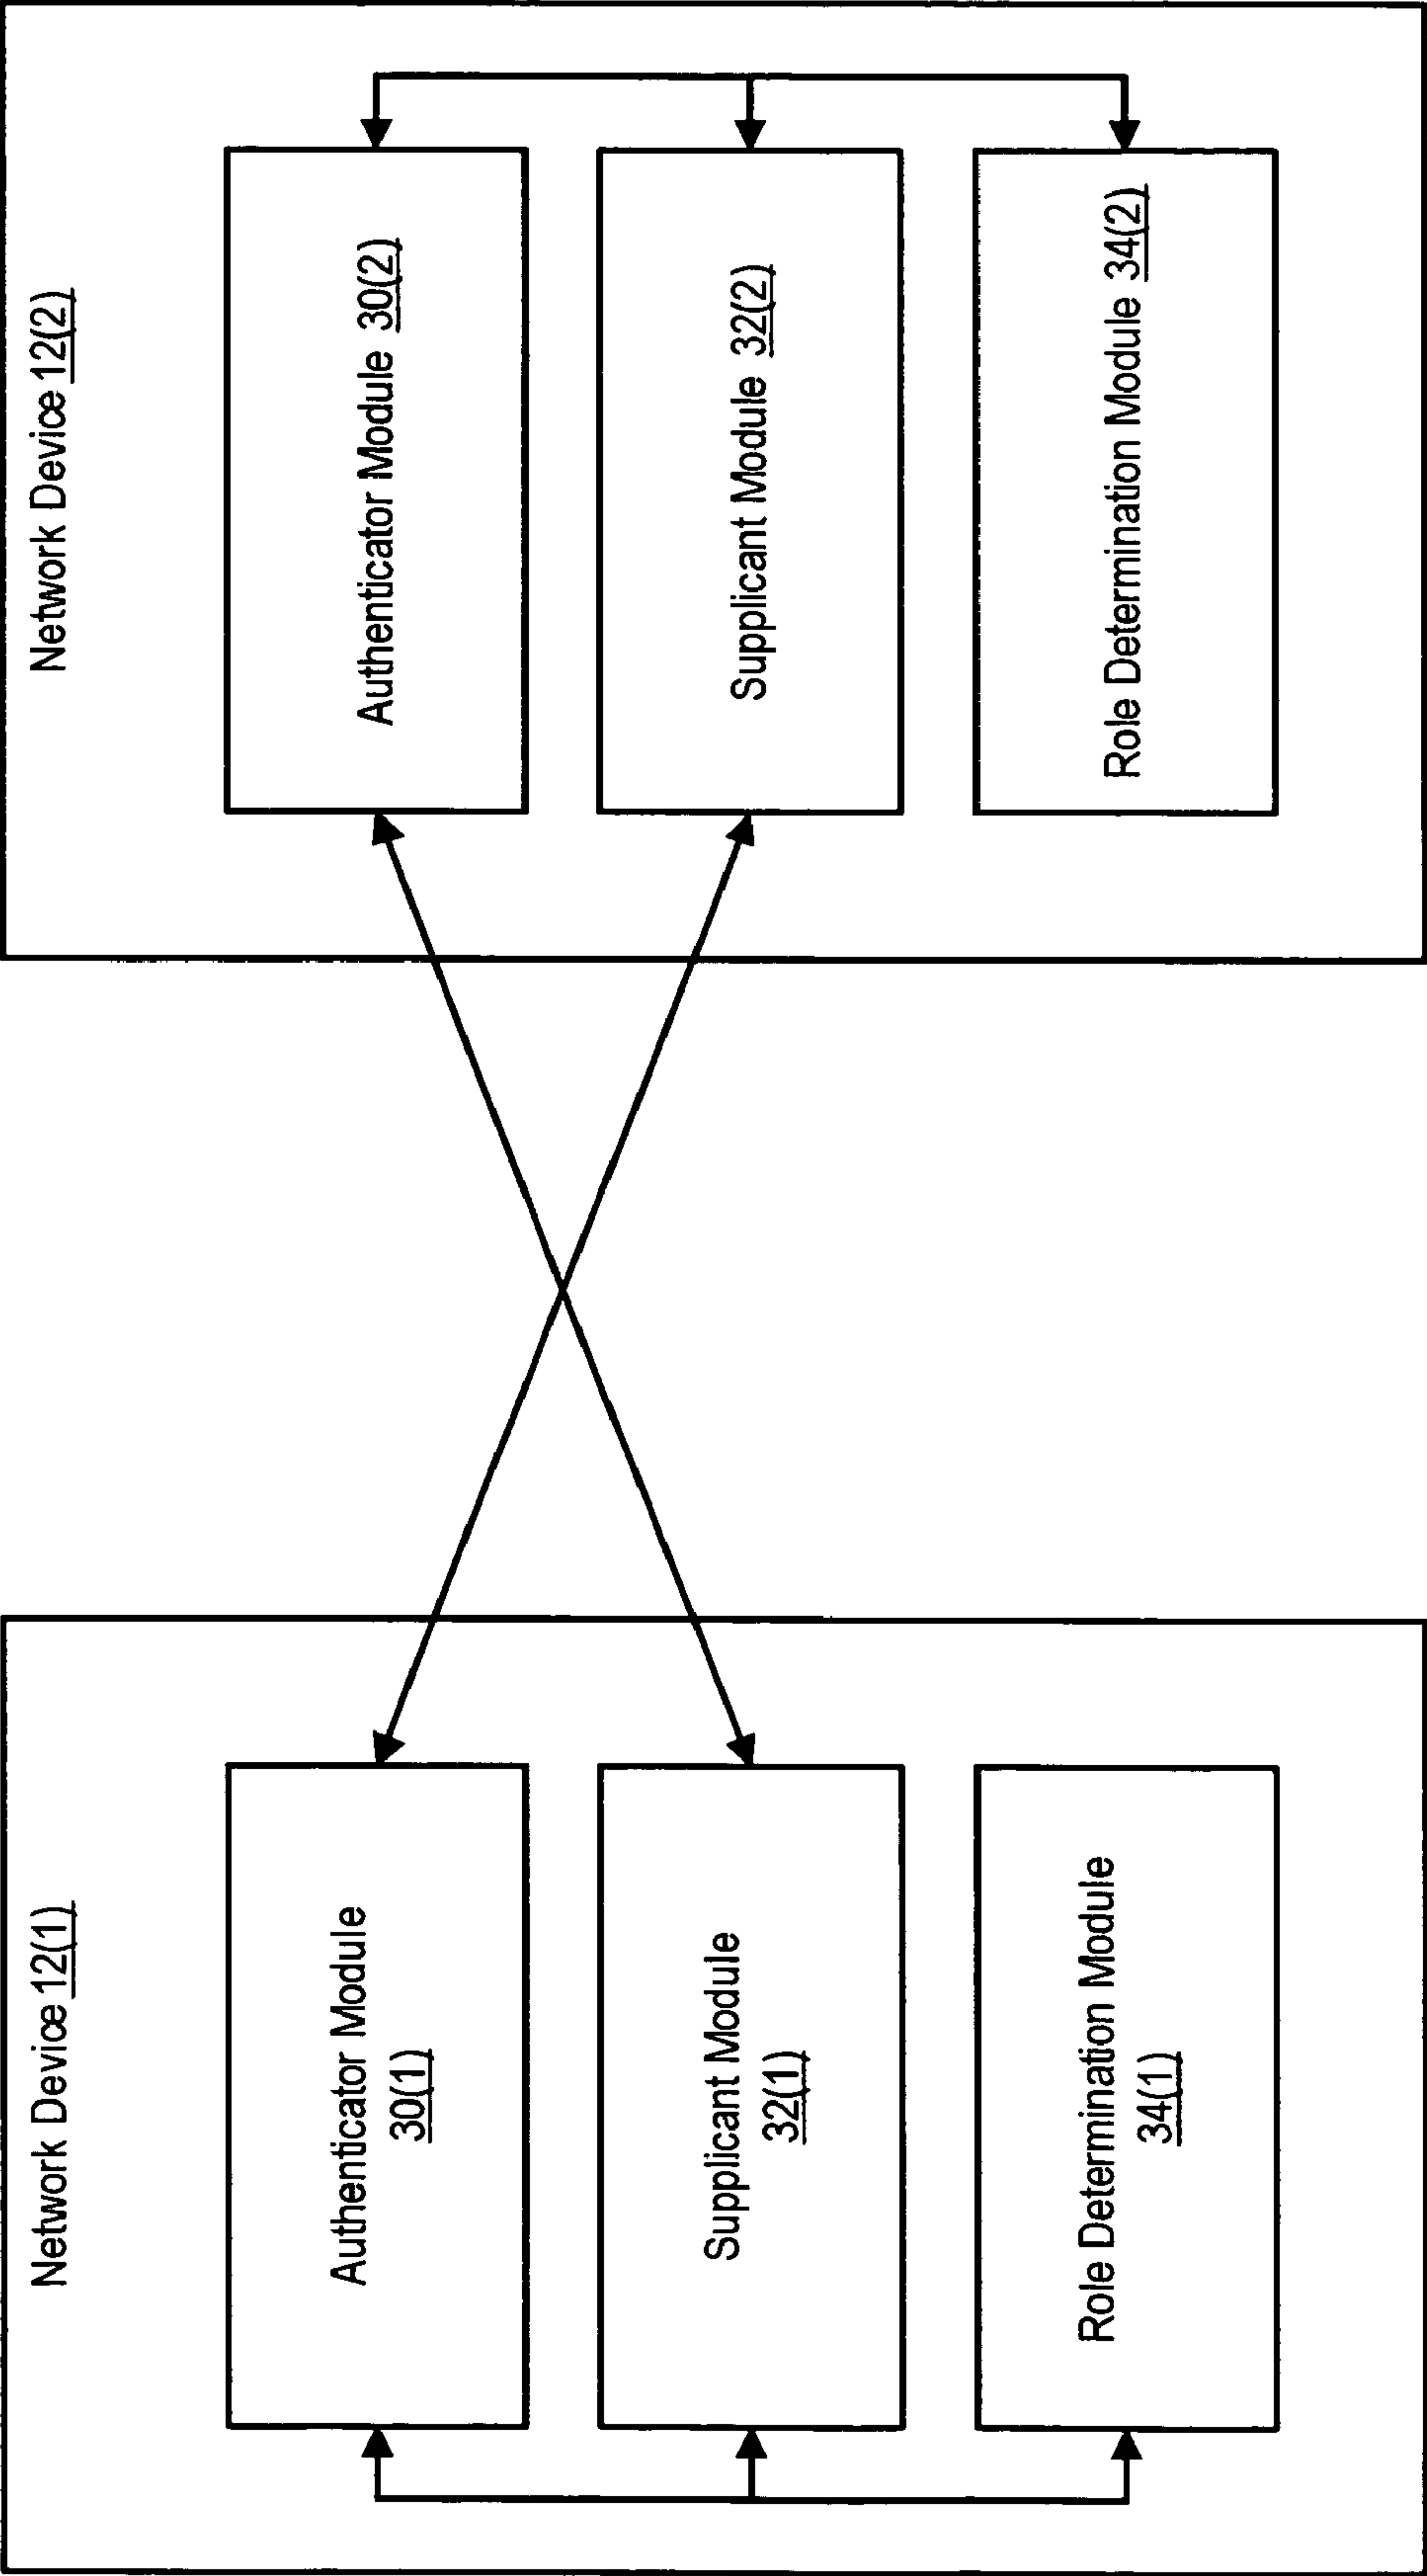 Network Device 12(1)
Authenticator Module
30(1)
Supplicant Module
32(1)
Role Determination Module
34(1)
Network Device 12(2)
Authenticator Module 30(2)
Supplicant Module 32(2)
Role Determination Module 34(2)